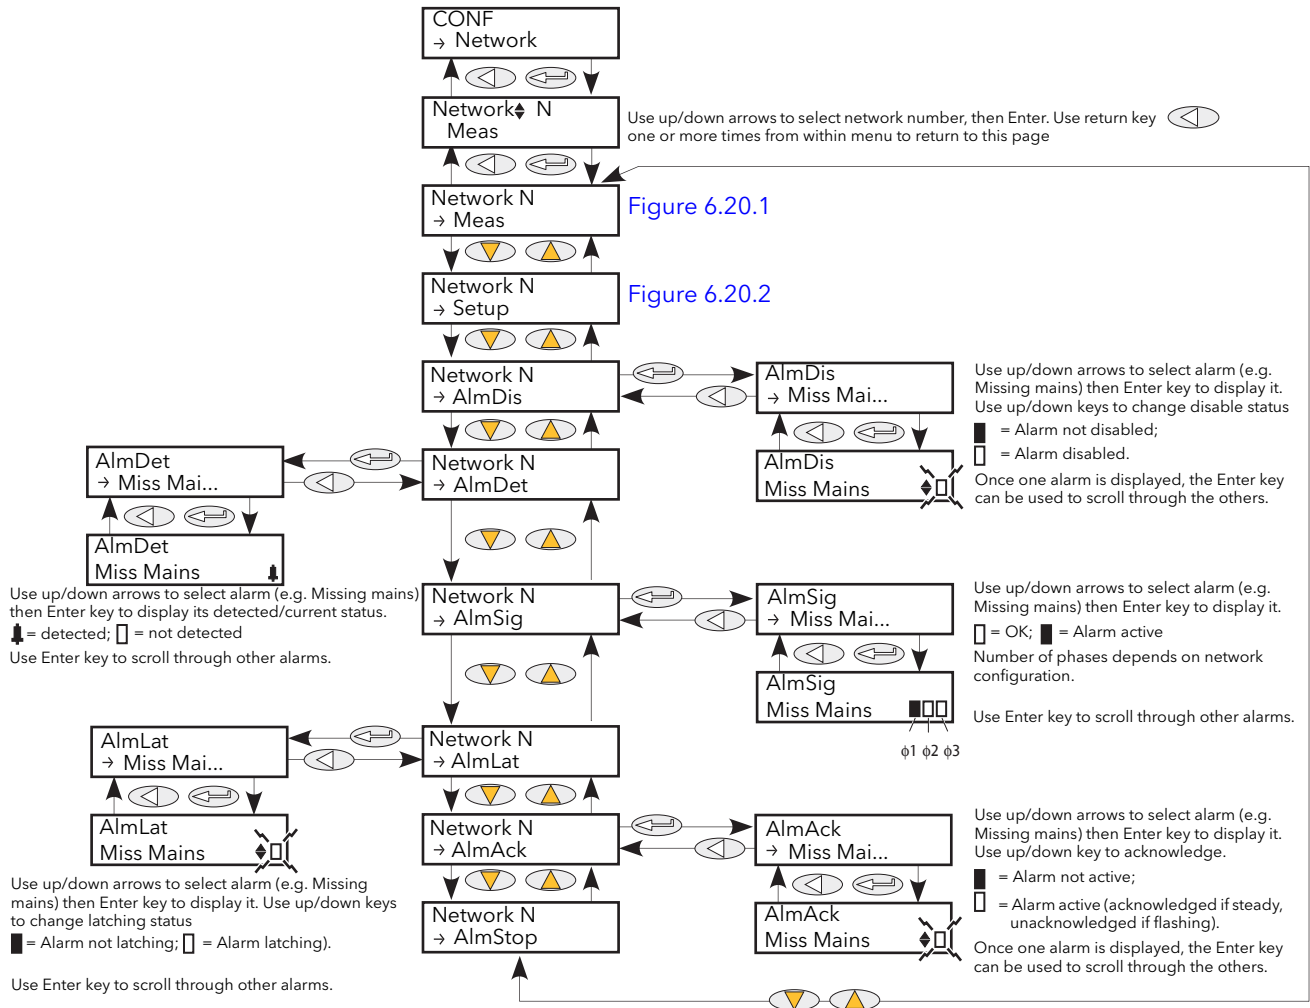 CONF
→ Network
Network N
Meas
Use up/down arrows to select network number, then Enter. Use return key
one or more times from within menu to return to this page
Network N
→ Meas
Figure 6.20.1
Network N
→ Setup
Figure 6.20.2
Network N
→ AlmDis
AlmDis
→ Miss Mai...
AlmDis
Miss Mains
Use up/down arrows to select alarm (e.g.
Missing mains) then Enter key to display it.
Use up/down keys to change disable status
= Alarm not disabled;
= Alarm disabled.
Once one alarm is displayed, the Enter key
can be used to scroll through the others.
Network N
→ AlmDet
AlmDet
→ Miss Mai...
AlmDet
Miss Mains
Use up/down arrows to select alarm (e.g. Missing mains)
then Enter key to display its detected/current status.
= detected; = not detected
Use Enter key to scroll through other alarms.
Network N
→ AlmSig
AlmSig
→ Miss Mai...
AlmSig
Miss Mains
ϕ1 ϕ2 ϕ3
Use up/down arrows to select alarm (e.g.
Missing mains) then Enter key to display it.
= OK; = Alarm active
Number of phases depends on network
configuration.
Use Enter key to scroll through other alarms.
Network N
→ AlmLat
AlmLat
→ Miss Mai...
AlmLat
Miss Mains
Use up/down arrows to select alarm (e.g. Missing
mains) then Enter key to display it. Use up/down keys
to change latching status
= Alarm not latching; = Alarm latching).
Use Enter key to scroll through other alarms.
Network N
→ AlmAck
AlmAck
→ Miss Mai...
AlmAck
Miss Mains
Use up/down arrows to select alarm (e.g.
Missing mains) then Enter key to display it.
Use up/down key to acknowledge.
= Alarm not active;
= Alarm active (acknowledged if steady,
unacknowledged if flashing).
Once one alarm is displayed, the Enter key
can be used to scroll through the others.
Network N
→ AlmStop